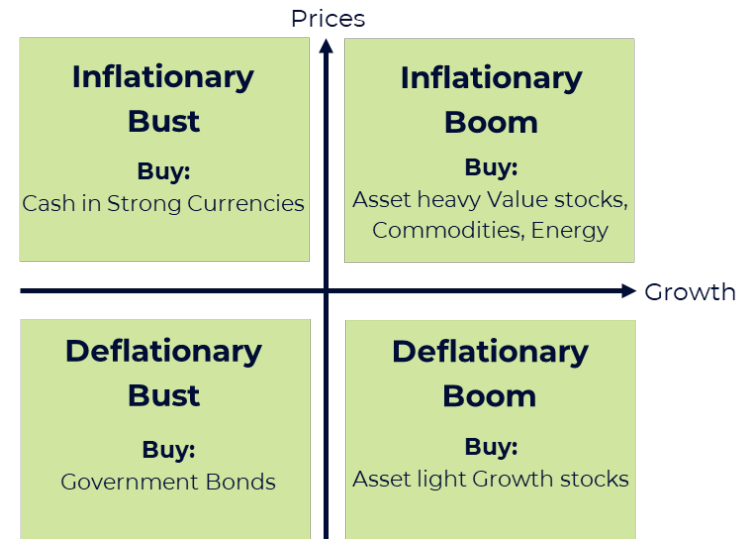 Prices
Inflationary
Bust
Buy:
Cash in Strong Currencies
Inflationary
Boom
Buy:
Asset heavy Value stocks,
Commodities, Energy
Growth
Deflationary
Bust
Buy:
Government Bonds
Deflationary
Boom
Buy:
Asset light Growth stocks